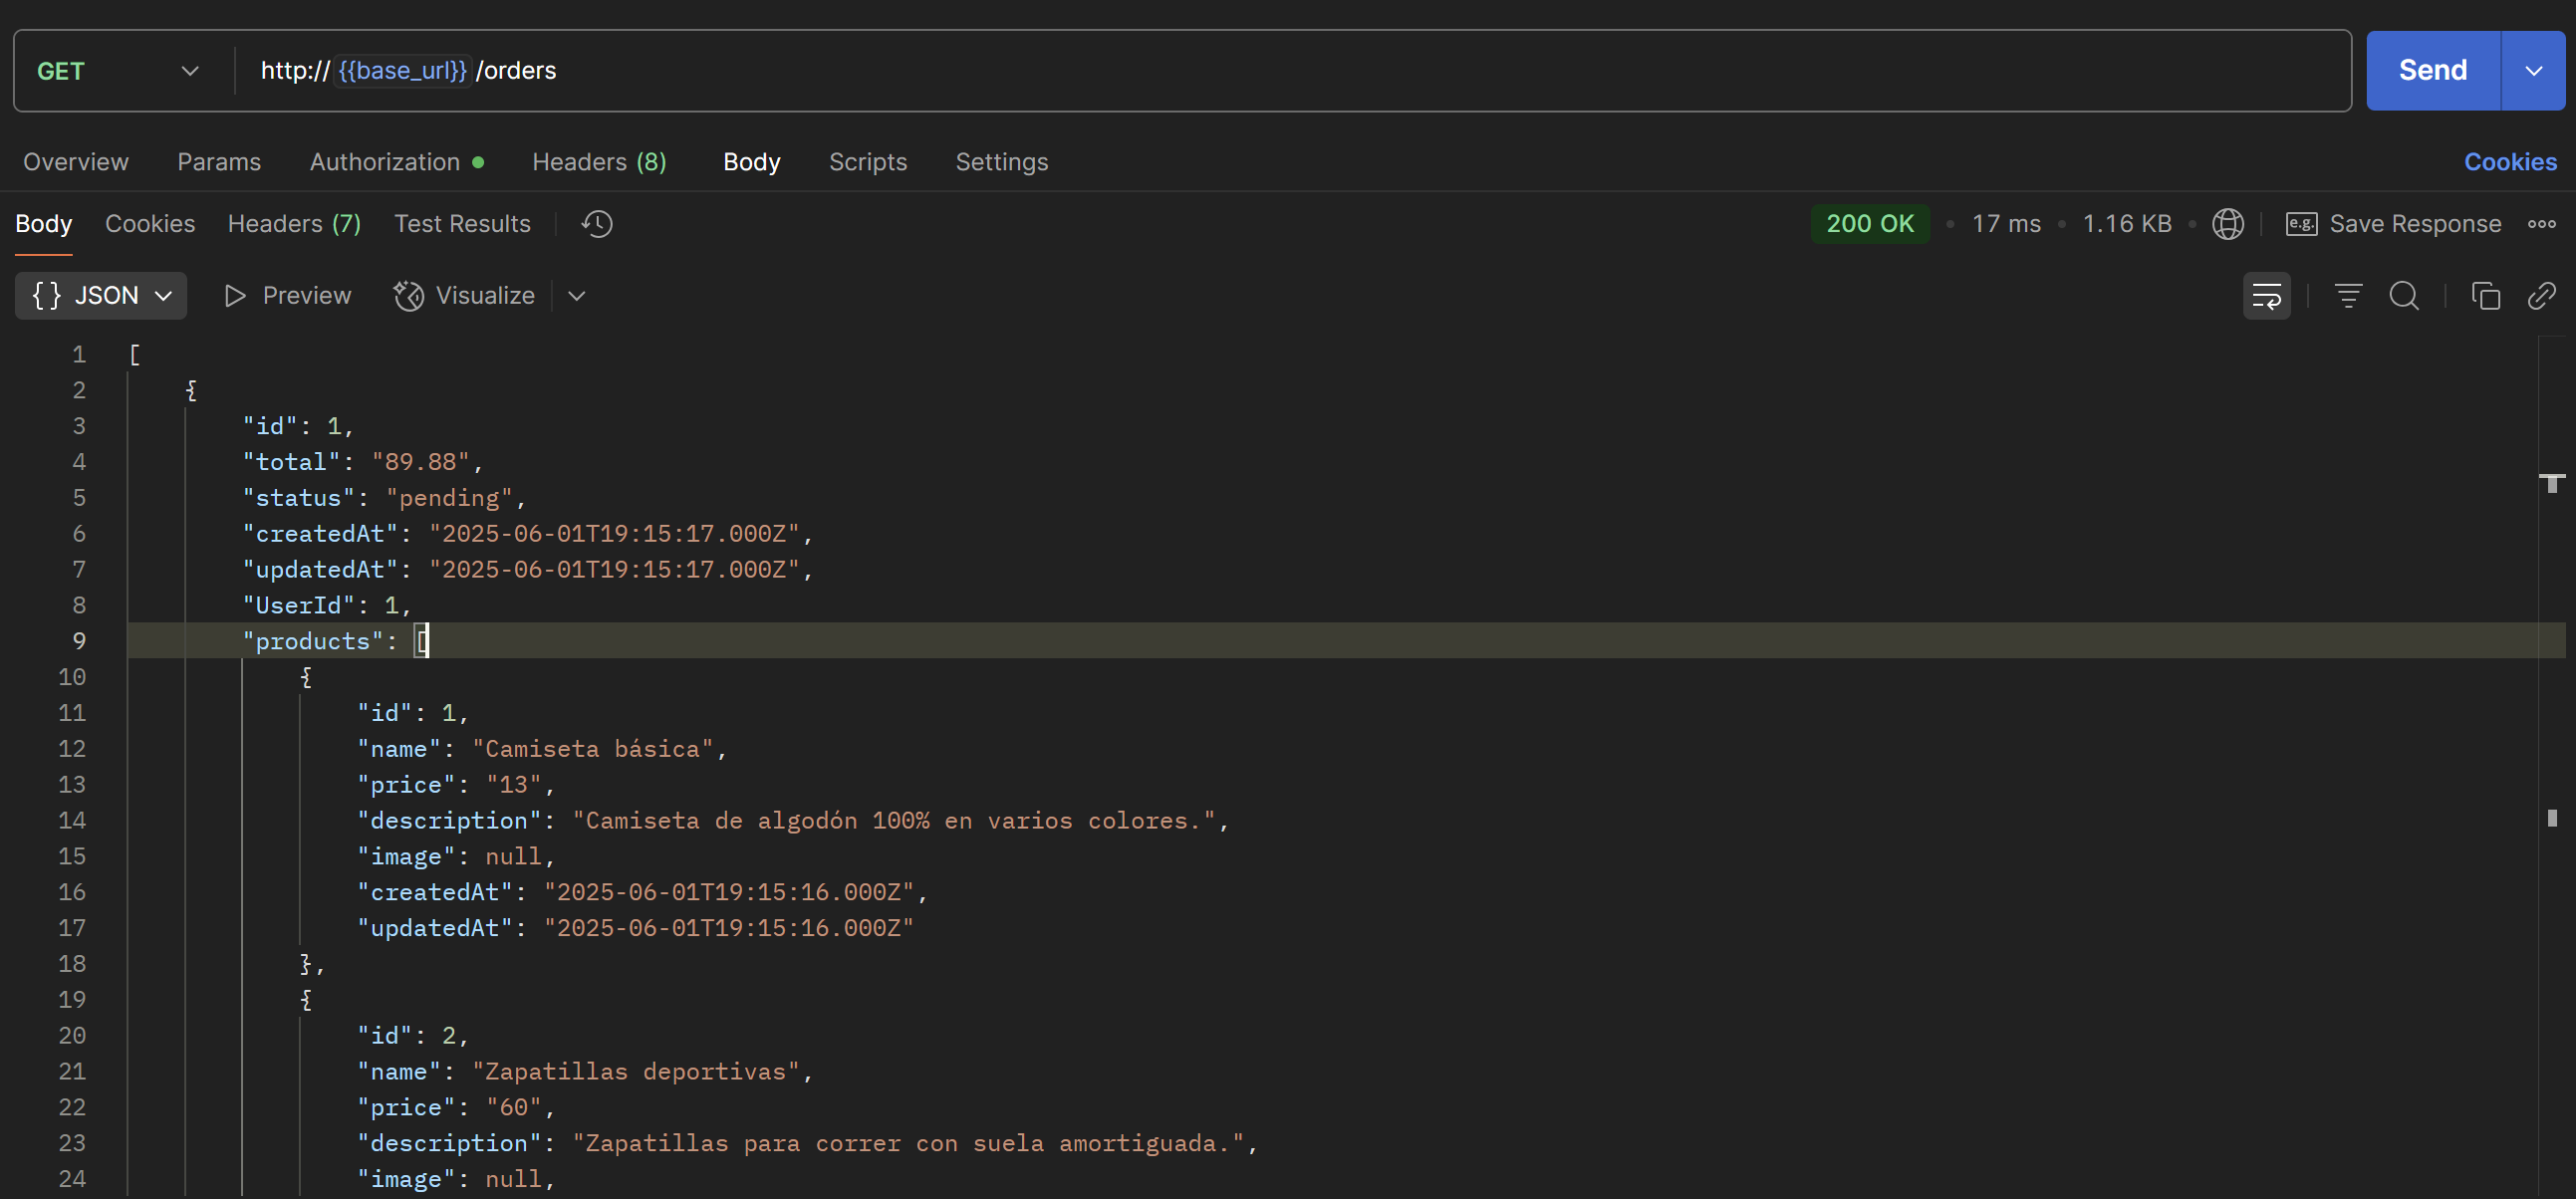 GET http://{{base_url}}/orders Send
Overview Params Authorization Headers (8) Body Scripts Settings Cookies
Body Cookies Headers (7) Test Results 200 OK 17 ms 1.16 KB e.g. Save Response
{} JSON Preview Visualize
1 [
2 {
3 "id": 1,
4 "total": "89.88",
5 "status": "pending",
6 "createdAt": "2025-06-01T19:15:17.000Z",
7 "updatedAt": "2025-06-01T19:15:17.000Z",
8 "UserId": 1,
9 "products": [
10 {
11 "id": 1,
12 "name": "Camiseta básica",
13 "price": "13",
14 "description": "Camiseta de algodón 100% en varios colores.",
15 "image": null,
16 "createdAt": "2025-06-01T19:15:16.000Z",
17 "updatedAt": "2025-06-01T19:15:16.000Z"
18 },
19 {
20 "id": 2,
21 "name": "Zapatillas deportivas",
22 "price": "60",
23 "description": "Zapatillas para correr con suela amortiguada.",
24 "image": null,